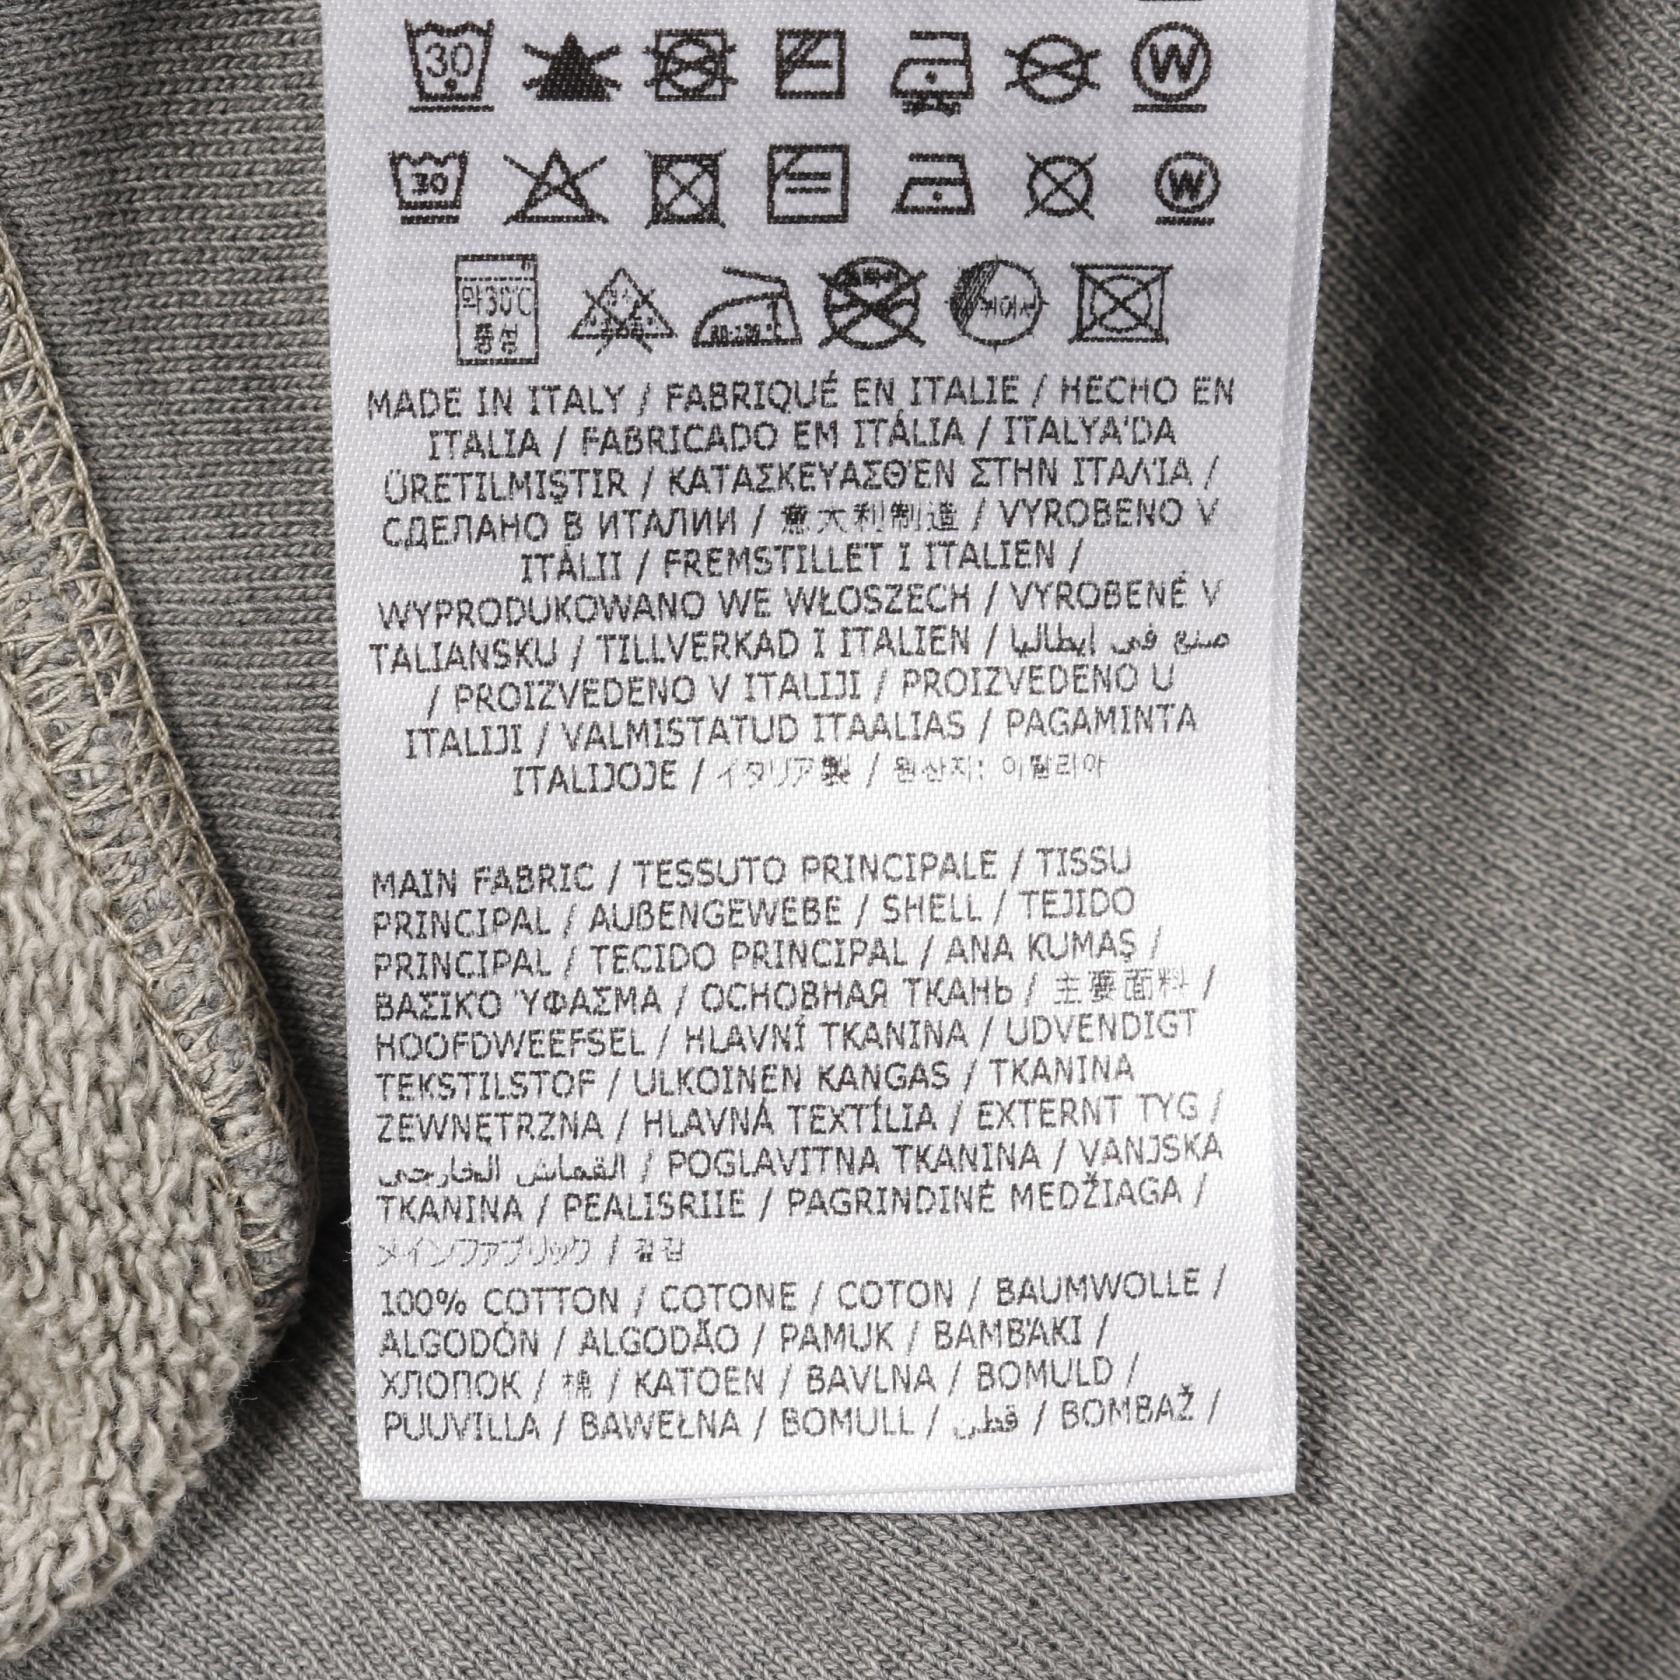 30 W
30 W
약30℃
중성
80-120℃
MADE IN ITALY / FABRIQUÉ EN ITALIE / HECHO EN
ITALIA / FABRICADO EM ITÁLIA / ITALYA'DA
ÜRETILMIŞTIR / ΚΑΤΑΣΚΕΥΑΣΘΈΝ ΣΤΗΝ ΙΤΑΛΊΑ /
СДЕЛАНО В ИТАЛИИ / 意大利制造 / VYROBENO V
ITÁLII / FREMSTILLET I ITALIEN /
WYPRODUKOWANO WE WŁOSZECH / VYROBENÉ V
TALIANSKU / TILLVERKAD I ITALIEN / صنع في ايطاليا
/ PROIZVEDENO V ITALIJI / PROIZVEDENO U
ITALIJI / VALMISTATUD ITAALIAS / PAGAMINTA
ITALIJOJE / イタリア製 / 원산지: 이탈리아
MAIN FABRIC / TESSUTO PRINCIPALE / TISSU
PRINCIPAL / AUßENGEWEBE / SHELL / TEJIDO
PRINCIPAL / TECIDO PRINCIPAL / ANA KUMAŞ /
ΒΑΣΙΚΌ ΎΦΑΣΜΑ / ОСНОВНАЯ ТКАНЬ / 主要面料 /
HOOFDWEEFSEL / HLAVNÍ TKANINA / UDVENDIGT
TEKSTILSTOF / ULKOINEN KANGAS / TKANINA
ZEWNĘTRZNA / HLAVNÁ TEXTÍLIA / EXTERNT TYG /
القماش الخارجي / POGLAVITNA TKANINA / VANJSKA
TKANINA / PEALISRIIE / PAGRINDINĖ MEDŽIAGA /
メインファブリック / 겉감
100% COTTON / COTONE / COTON / BAUMWOLLE /
ALGODÓN / ALGODÃO / PAMUK / ΒΑΜΒΆΚΙ /
ХЛОПОК / 棉 / KATOEN / BAVLNA / BOMULD /
PUUVILLA / BAWEŁNA / BOMULL / قطن / BOMBAŽ /